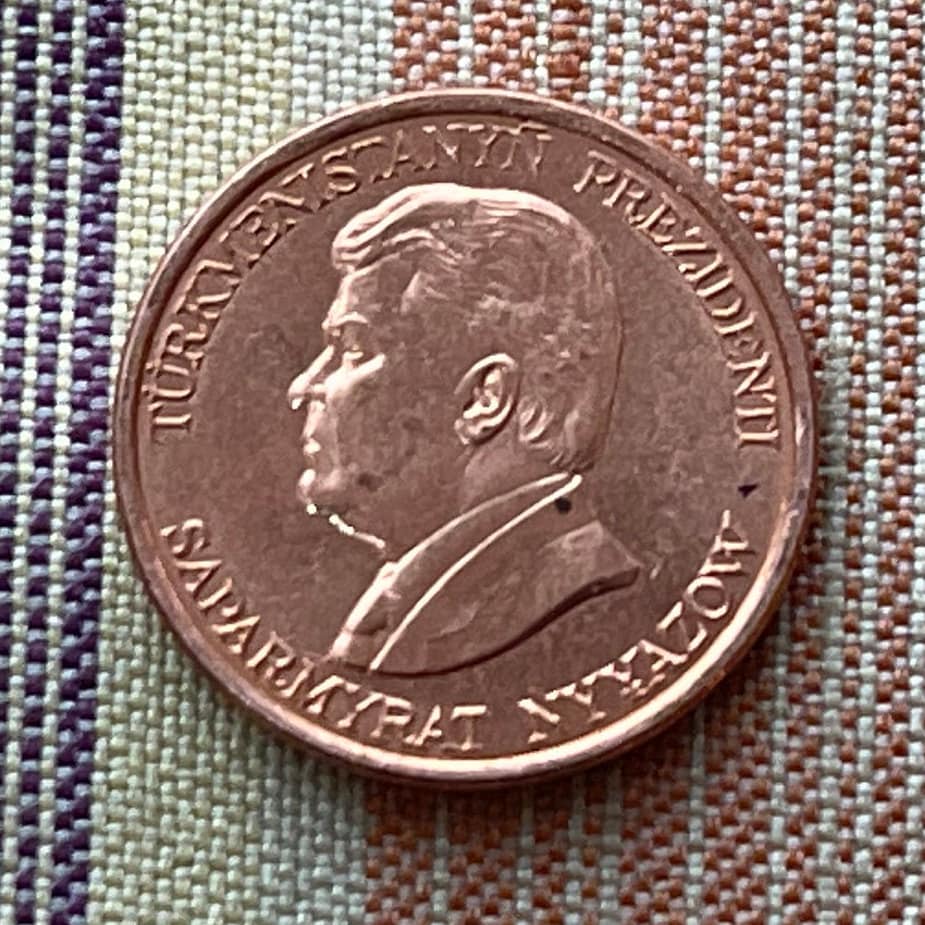 TÜRKMENISTANYŇ PREZIDENTI
SAPARMYRAT NYÝAZOW